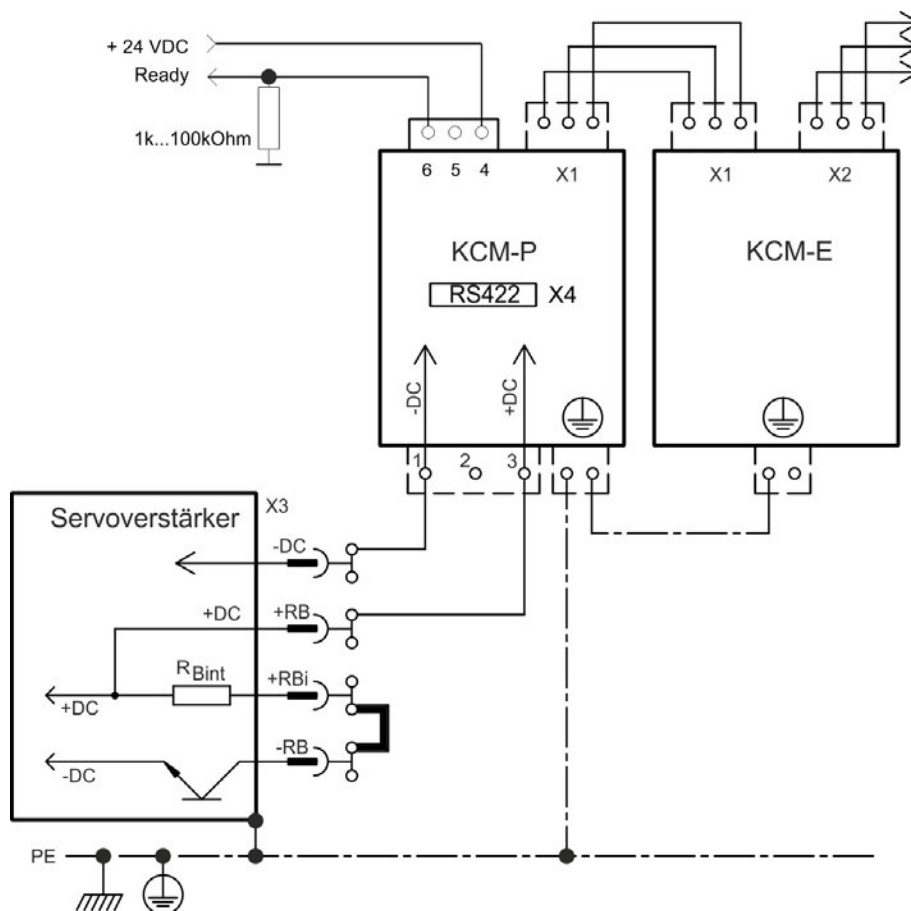 + 24 VDC
Ready
1k...100kOhm
6 5 4
X1
X1
X2
KCM-P
KCM-E
RS422
X4
-DC
+DC
1
2
3
Servoverstärker
X3
-DC
+DC
+RB
RBint
+RBi
+DC
-RB
-DC
PE